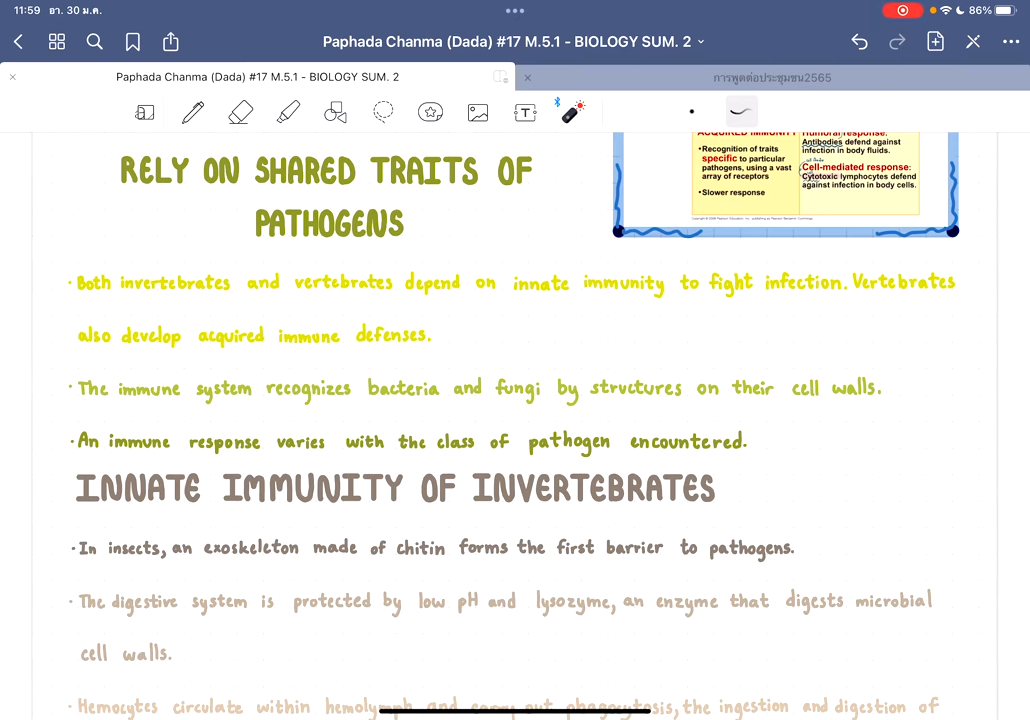 11:59 อา. 30 ม.ค.
86%
Paphada Chanma (Dada) #17 M.5.1 - BIOLOGY SUM. 2
Paphada Chanma (Dada) #17 M.5.1 - BIOLOGY SUM. 2
การพูดต่อประชุมชน2565
RELY ON SHARED TRAITS OF
PATHOGENS
ACQUIRED IMMUNITY
•Recognition of traits
specific to particular
pathogens, using a vast
array of receptors
•Slower response
Humoral response:
Antibodies defend against
infection in body fluids.
Cell-mediated response:
Cytotoxic lymphocytes defend
against infection in body cells.
· Both invertebrates and vertebrates depend on innate immunity to fight infection. Vertebrates
also develop acquired immune defenses.
· The immune system recognizes bacteria and fungi by structures on their cell walls.
· An immune response varies with the class of pathogen encountered.
INNATE IMMUNITY OF INVERTEBRATES
· In insects, an exoskeleton made of chitin forms the first barrier to pathogens.
· The digestive system is protected by low pH and lysozyme, an enzyme that digests microbial
cell walls.
· Hemocytes circulate within hemolymph and carry out phagocytosis, the ingestion and digestion of